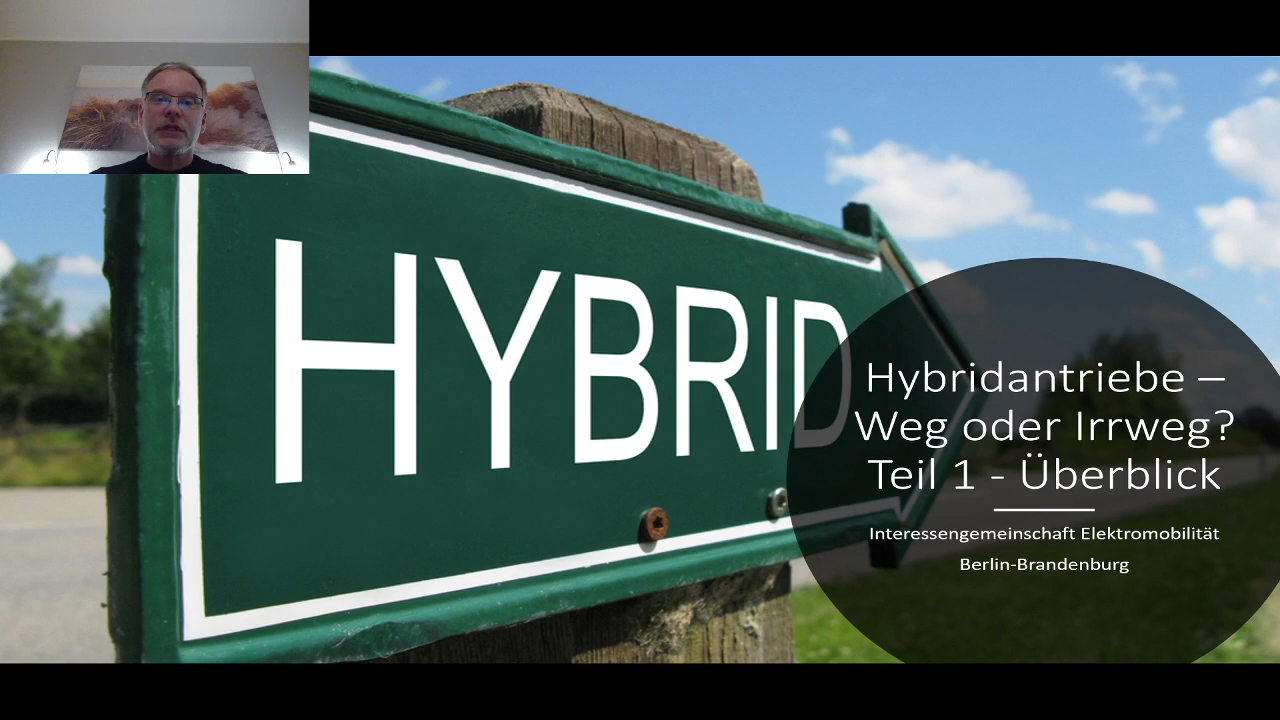 HYBRID
Hybridantriebe –
Weg oder Irrweg?
Teil 1 - Überblick
Interessengemeinschaft Elektromobilität
Berlin-Brandenburg